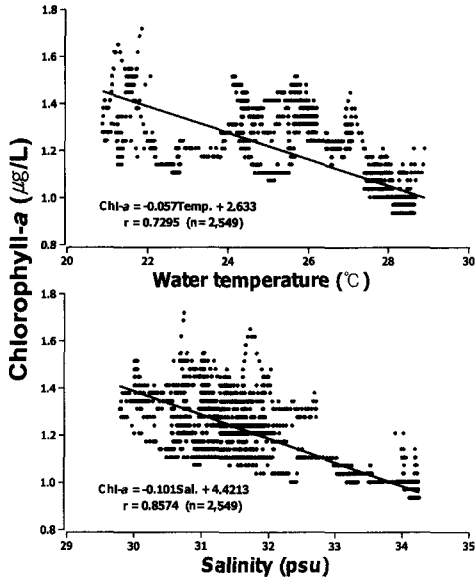 Chlorophyll-a (μg/L)
1.8
1.6
1.4
1.2
1.0
0.8
Chl-a = -0.057Temp. + 2.633
r = 0.7295 (n=2,549)
20 22 24 26 28 30
Water temperature (℃)
1.8
1.6
1.4
1.2
1.0
0.8
Chl-a = -0.101Sal. + 4.4213
r = 0.8574 (n=2,549)
29 30 31 32 33 34 35
Salinity (psu)